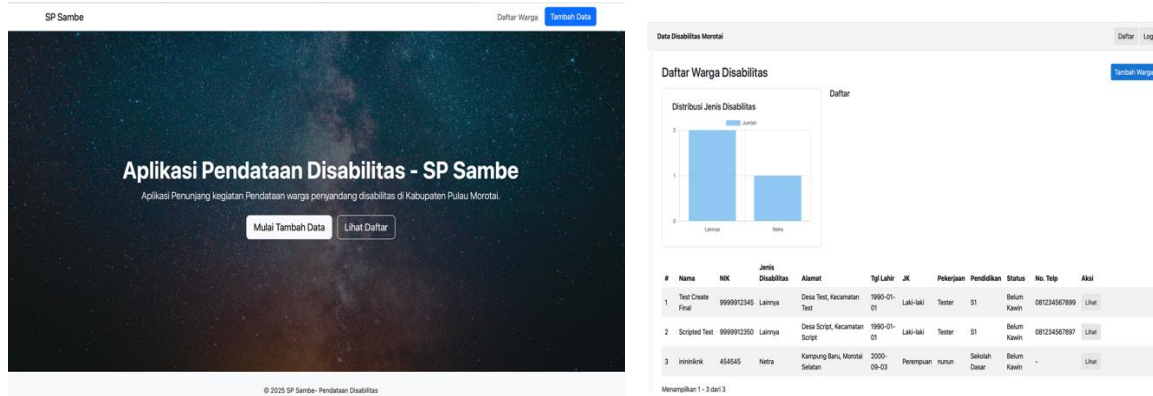 SP Sambe
Daftar Warga
Tambah Data
Aplikasi Pendataan Disabilitas - SP Sambe
Aplikasi Penunjang kegiatan Pendataan warga penyandang disabilitas di Kabupaten Pulau Morotai.
Mulai Tambah Data
Lihat Daftar
© 2025 SP Sambe- Pendataan Disabilitas
Data Disabilitas Morotai
Daftar
Log
Daftar Warga Disabilitas
Tambah Warga
Distribusi Jenis Disabilitas
Daftar
Jumlah
2
1
0
Lainnya
Netra
# Nama NIK Jenis Disabilitas Alamat Tgl Lahir JK Pekerjaan Pendidikan Status No. Telp Aksi
1 Test Create Final 9999912345 Lainnya Desa Test, Kecamatan Test 1990-01-01 Laki-laki Tester S1 Belum Kawin 081234567899 Lihat
2 Scripted Test 9999912350 Lainnya Desa Script, Kecamatan Script 1990-01-01 Laki-laki Tester S1 Belum Kawin 081234567897 Lihat
3 454545 Netra Kampung Baru, Morotai Selatan 2000-09-03 Perempuan nunun Sekolah Dasar Belum Kawin - Lihat
Menampilkan 1 - 3 dari 3